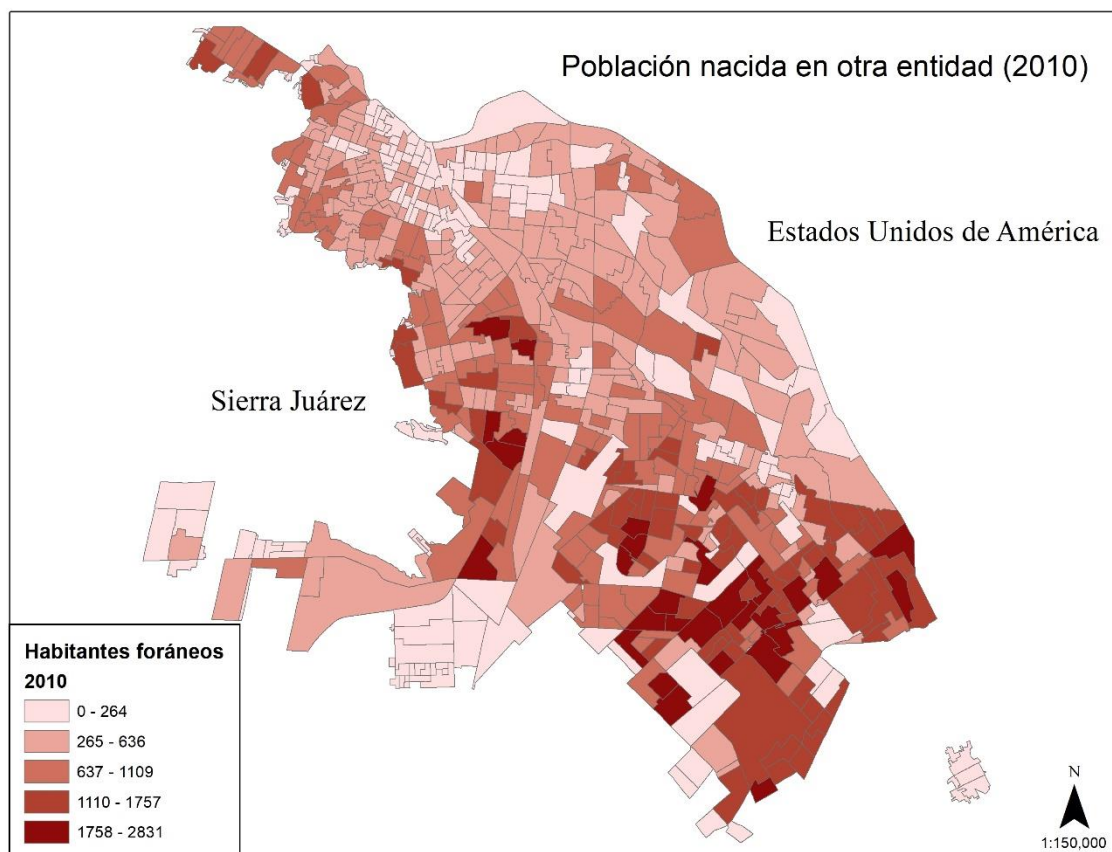 Población nacida en otra entidad (2010)
Estados Unidos de América
Sierra Juárez
Habitantes foráneos
2010
0 - 264
265 - 636
637 - 1109
1110 - 1757
1758 - 2831
N
1:150,000